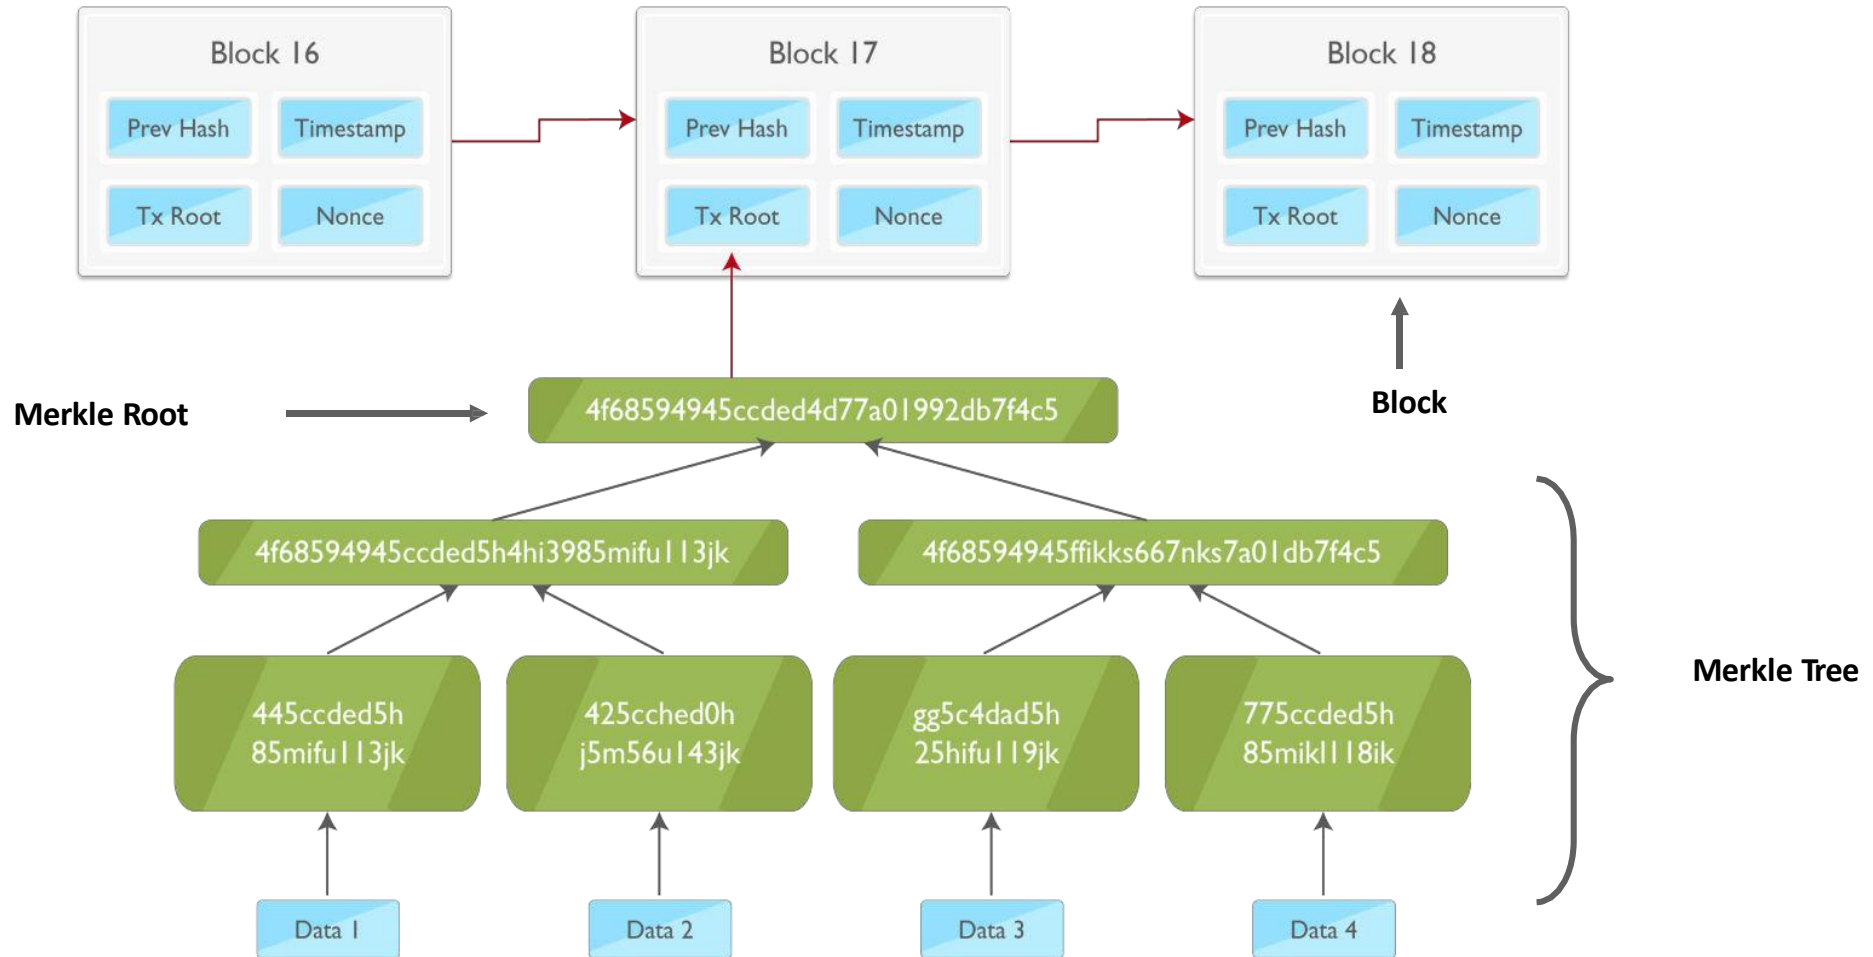 Block 16
Block 17
Block 18
Prev Hash
Timestamp
Prev Hash
Timestamp
Prev Hash
Timestamp
Tx Root
Nonce
Tx Root
Nonce
Tx Root
Nonce
Merkle Root
4f68594945ccded4d77a01992db7f4c5
Block
4f68594945ccded5h4hi3985mifu113jk
4f68594945ffikks667nks7a01db7f4c5
Merkle Tree
445ccded5h
85mifu113jk
425cched0h
j5m56u143jk
gg5c4dad5h
25hifu119jk
775ccded5h
85mikl118ik
Data 1
Data 2
Data 3
Data 4